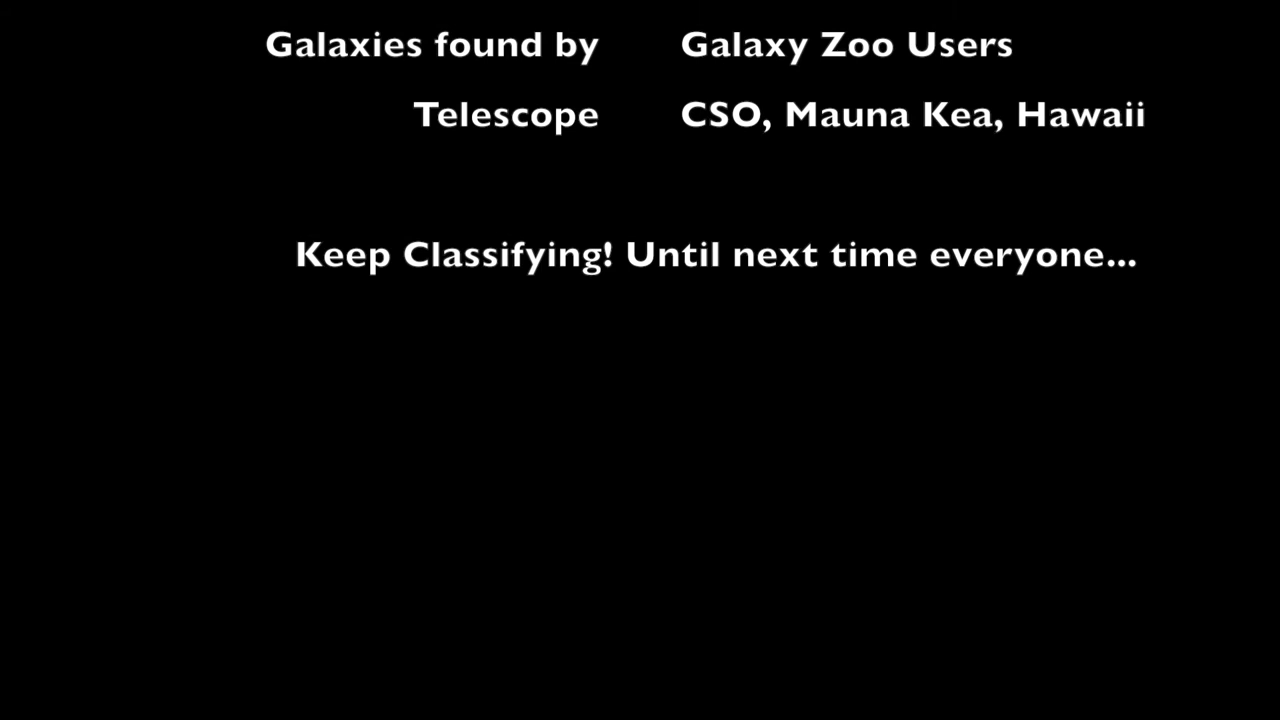 Galaxies found by Galaxy Zoo Users
Telescope CSO, Mauna Kea, Hawaii
Keep Classifying! Until next time everyone...